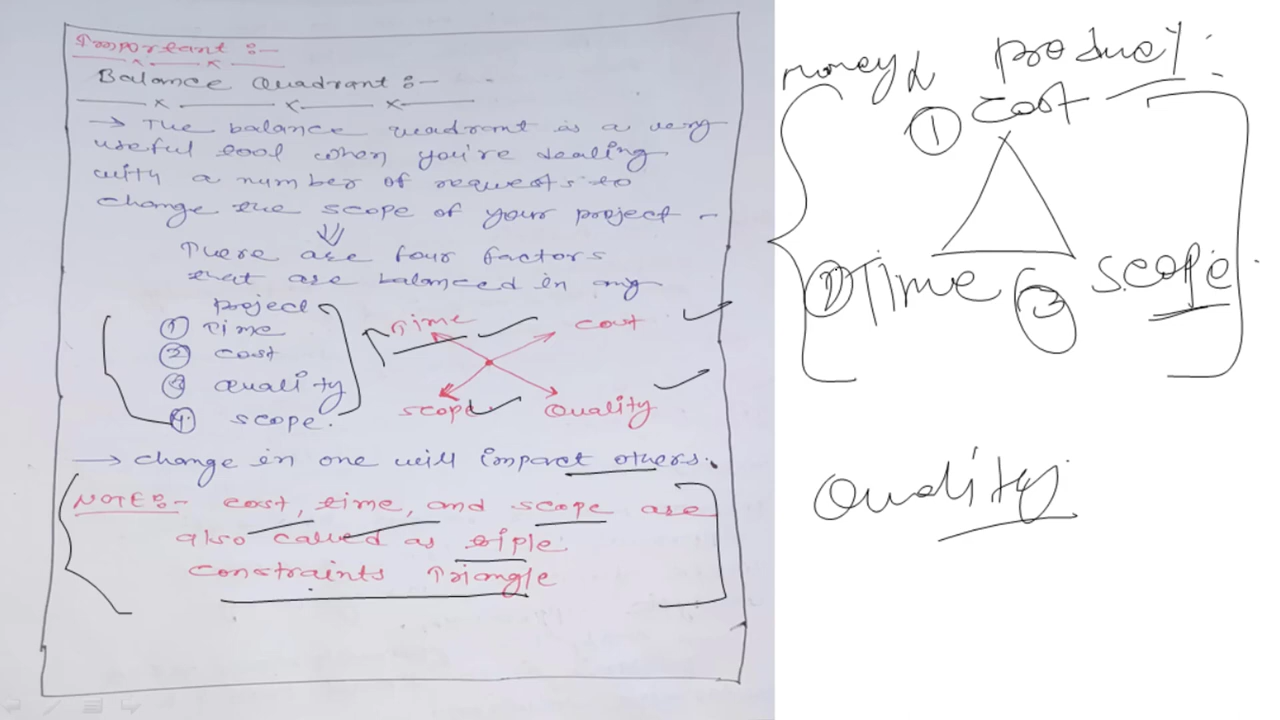 Important :-
Balance Quadrant :-
→ The balance quadrant is a very
useful tool when you're dealing
with a number of requests to
change the scope of your project -
There are four factors
that are balanced in any
project
① Time
② cost
③ Quality
④ scope.
Time cost
scope Quality
→ change in one will impact others.
NOTE:- cost, time, and scope are
also called as triple
constraints Triangle
money product:
① cost
② Time ③ scope
Quality